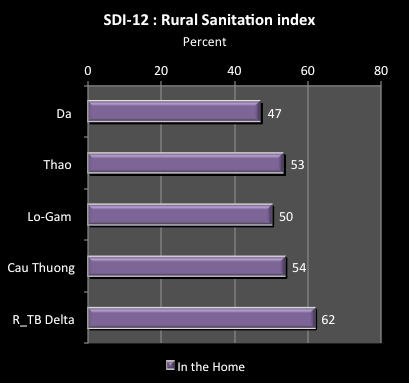 SDI-12 : Rural Sanitation index
Percent
0 20 40 60 80
Da 47
Thao 53
Lo-Gam 50
Cau Thuong 54
R_TB Delta 62
In the Home